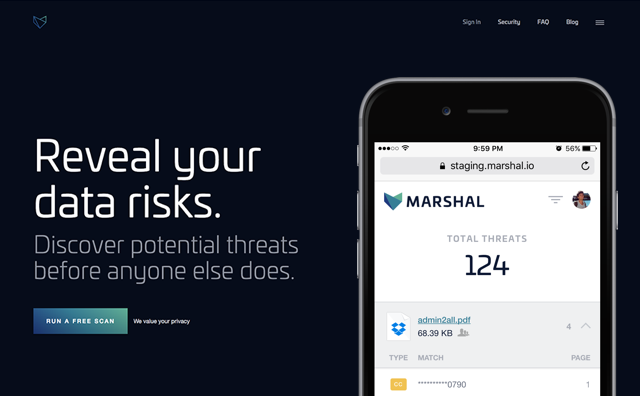 Sign In
Security
FAQ
Blog
Reveal your
data risks.
Discover potential threats
before anyone else does.
RUN A FREE SCAN
We value your privacy
9:59 PM
56%
staging.marshal.io
MARSHAL
TOTAL THREATS
124
admin2all.pdf
68.39 KB
4
TYPE MATCH PAGE
CC **********0790 1